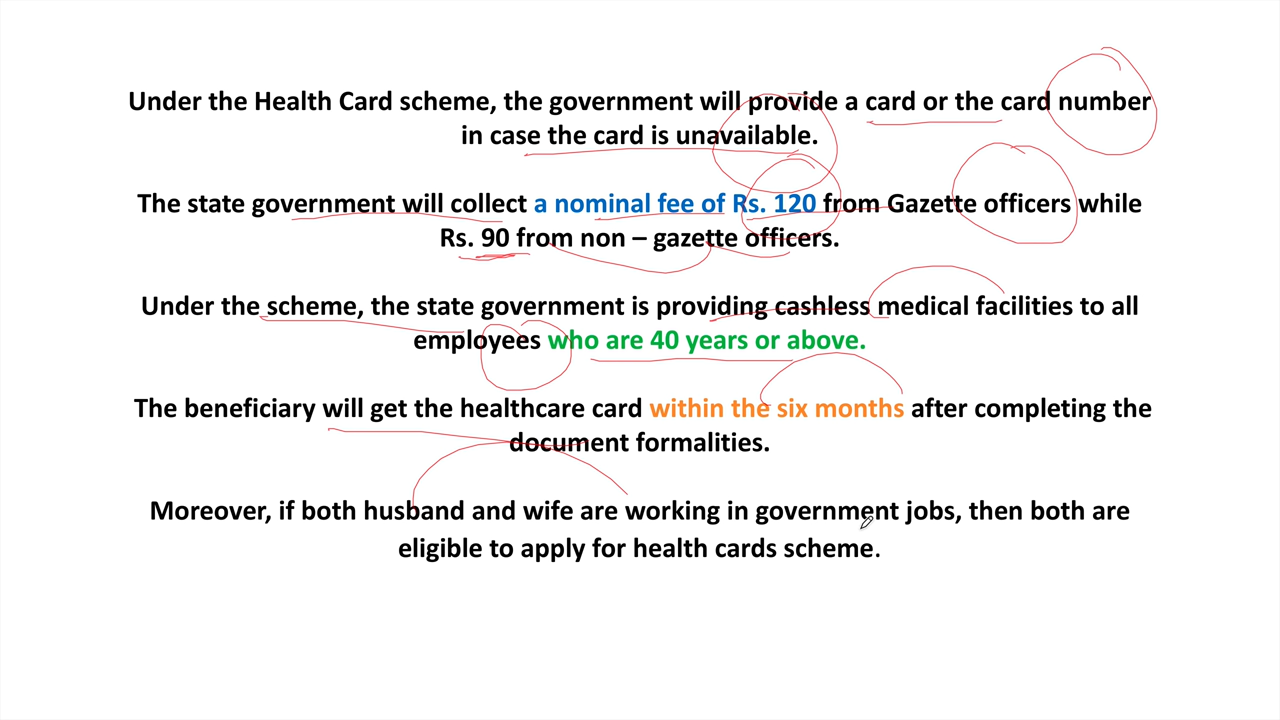 Under the Health Card scheme, the government will provide a card or the card number
in case the card is unavailable.
The state government will collect a nominal fee of Rs. 120 from Gazette officers while
Rs. 90 from non – gazette officers.
Under the scheme, the state government is providing cashless medical facilities to all
employees who are 40 years or above.
The beneficiary will get the healthcare card within the six months after completing the
document formalities.
Moreover, if both husband and wife are working in government jobs, then both are
eligible to apply for health cards scheme.